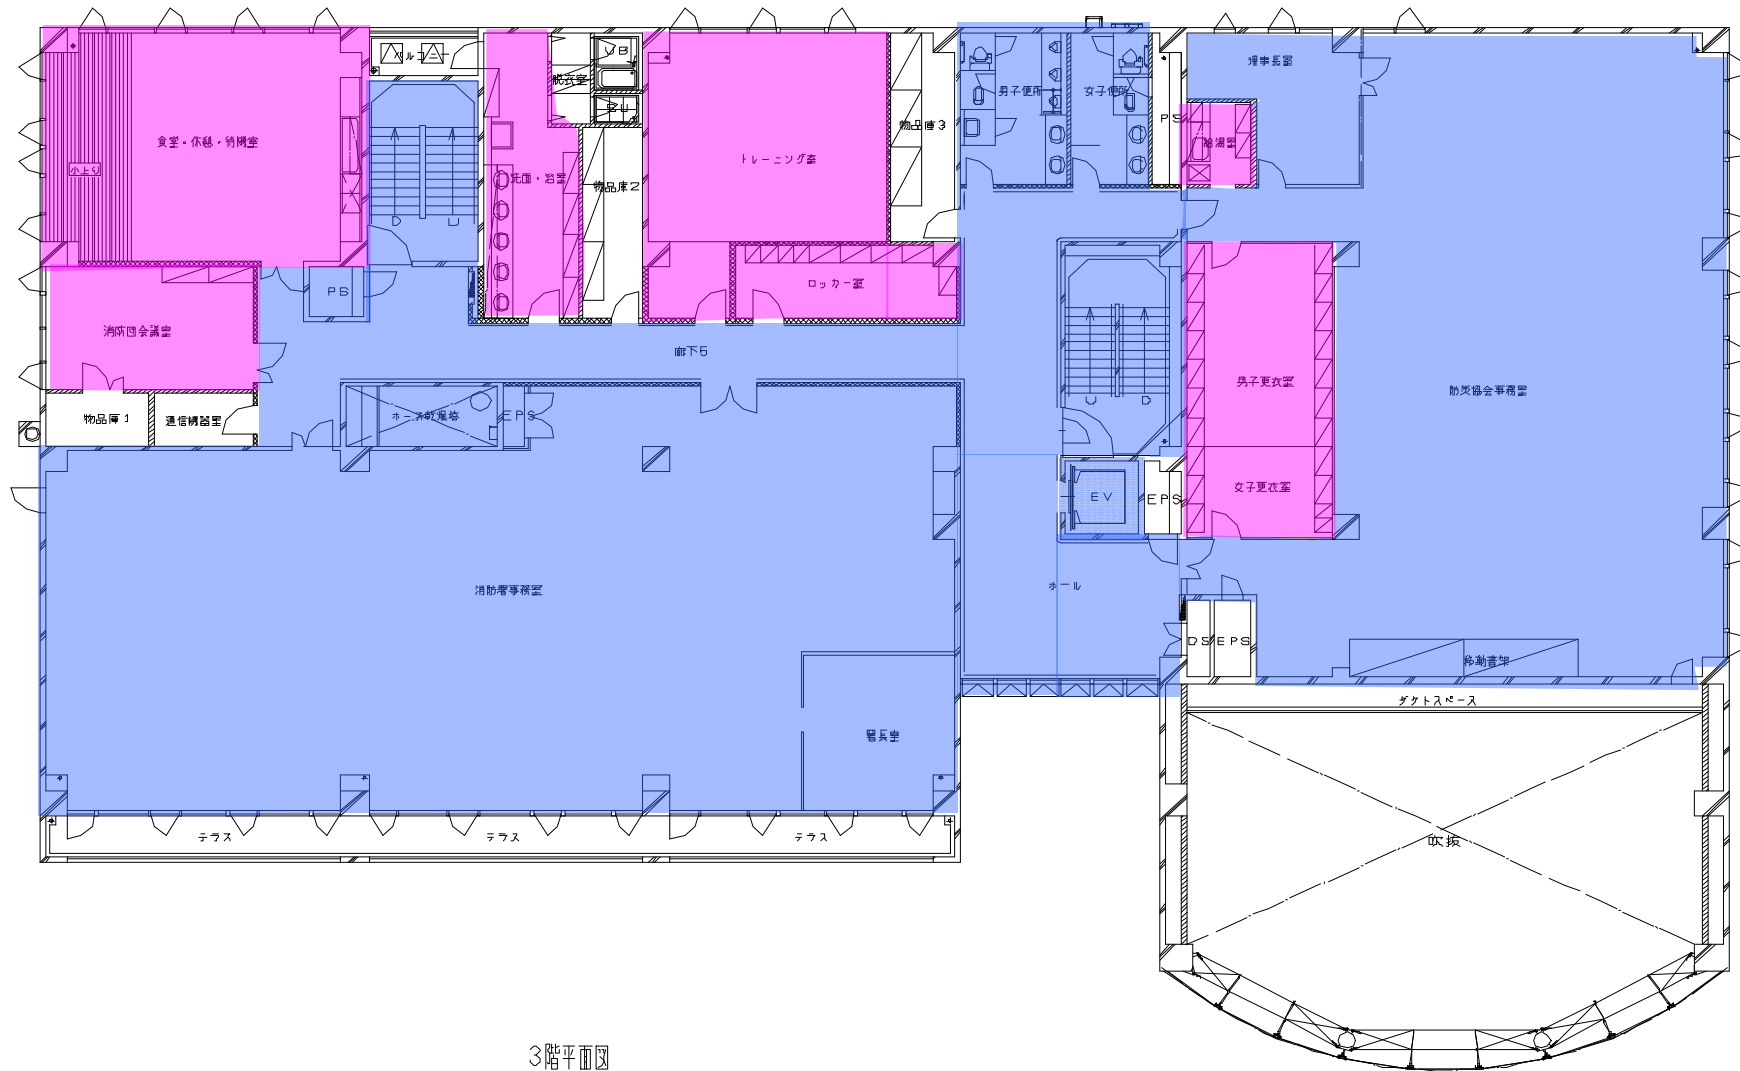 バルコニー
UB
脱衣室
SU
理事長室
男子便所
女子便所
PS
給湯室
食堂・休憩・待機室
小上り
洗面・浴室
物品庫2
トレーニング室
物品庫3
D
U
PS
ロッカー室
消防団会議室
廊下5
物品庫1
通信機器室
ホース乾燥塔
EPS
U
D
男子更衣室
防災協会事務室
女子更衣室
EV
EPS
消防署事務室
ホール
DS
EPS
移動書架
署長室
ダクトスペース
テラス
テラス
テラス
吹抜
3階平面図